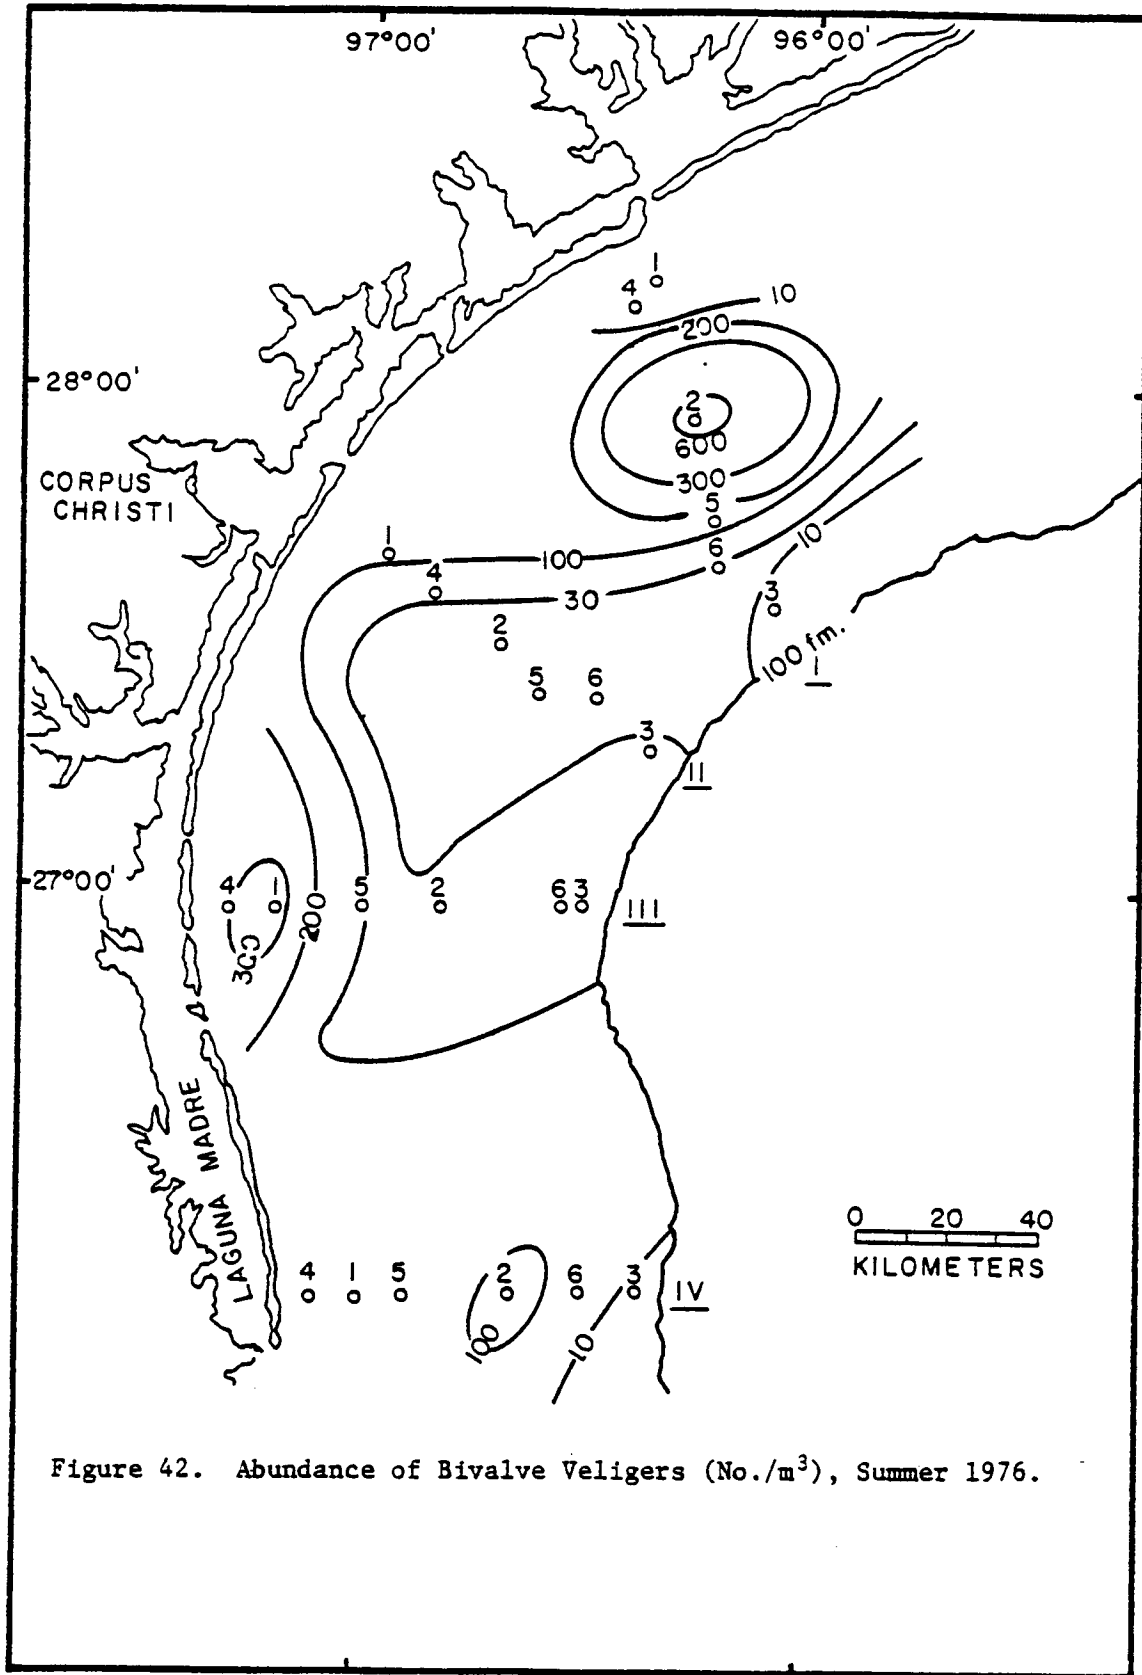 97°00' 96°00'
1
4
10
200
28°00'
2
600
300
CORPUS
CHRISTI
5
1
100
6
10
4
30
3
2
100 fm.
I
5 6
3
II
27°00'
4 1 5 2 6 3
III
200
300
LAGUNA MADRE
0 20 40
KILOMETERS
4 1 5 2 6 3
IV
100
10
Figure 42. Abundance of Bivalve Veligers (No./m³), Summer 1976.